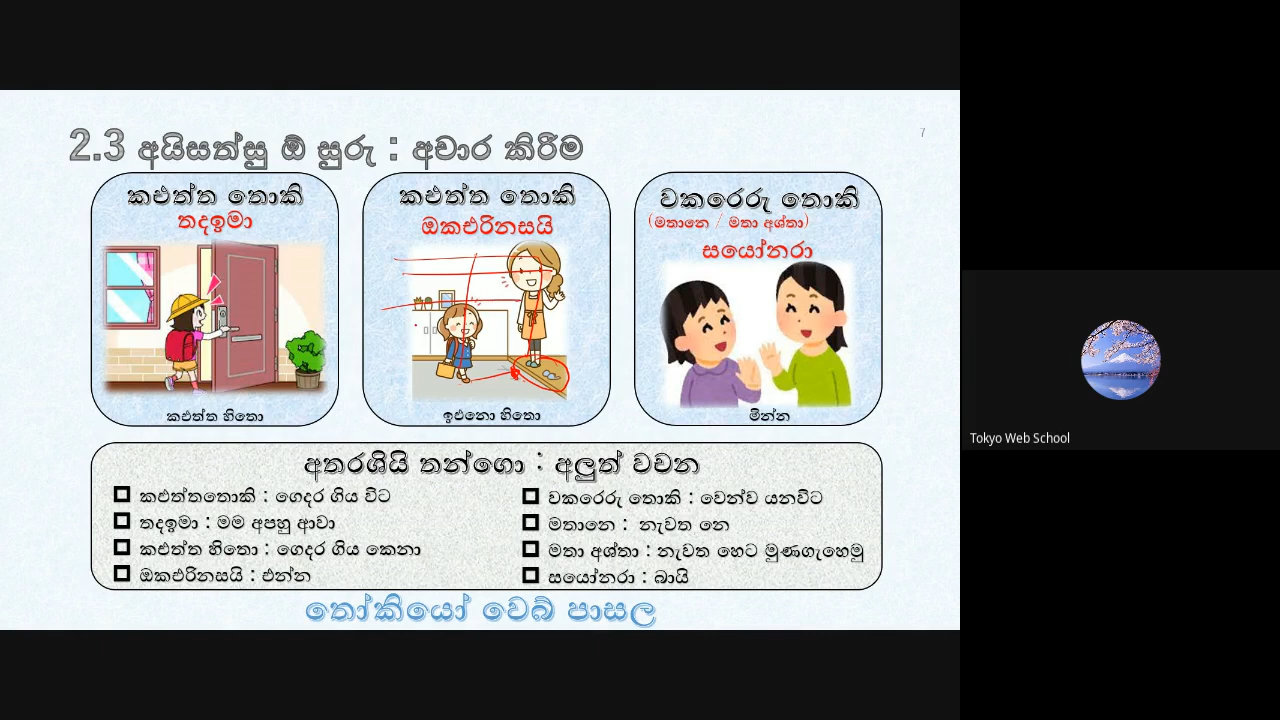 2.3 අයිසත්සු ඕ සුරු : අචාර කිරීම
7
කඑත්ත තොකි
තදඉමා
කඑත්ත හිතො
කඑත්ත තොකි
ඔකඑරිනසයි
ඉඑනො හිතො
වකරෙරු තොකි
(මතානෙ / මතා අශ්තා)
සයෝනරා
මින්න
අතරශියි තන්ගො : අලුත් වචන
කඑත්තතොකි : ගෙදර ගිය විට
තදඉමා : මම අපහු ආවා
කඑත්ත හිතො : ගෙදර ගිය කෙනා
ඔකඑරිනසයි : එන්න
වකරෙරු තොකි : වෙන්ව යනවිට
මතානෙ : නැවත නෙ
මතා අශ්තා : නැවත හෙට මුණගැහෙමු
සයෝනරා : බායි
තෝකියෝ වෙබ් පාසල
Tokyo Web School